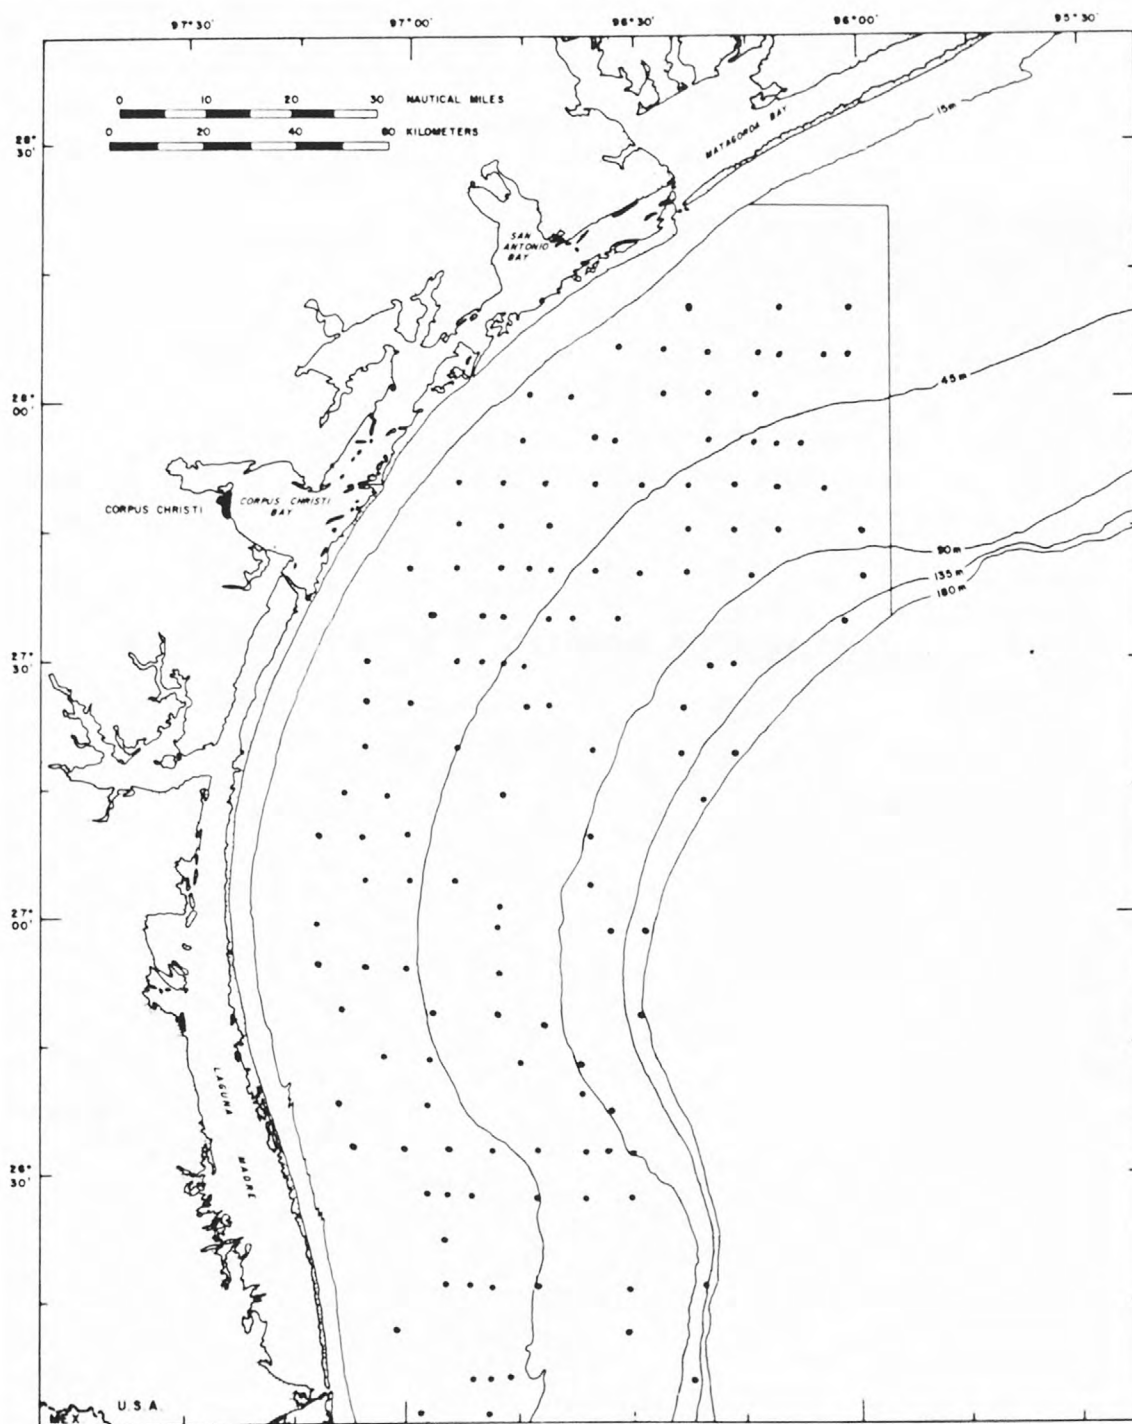 97°30' 97°00' 96°30' 96°00' 95°30'
0 10 20 30 NAUTICAL MILES
0 20 40 60 KILOMETERS
28°
30'
MATAGORDA BAY
15m
SAN
ANTONIO
BAY
45m
28°
00'
CORPUS CHRISTI
CORPUS CHRISTI
BAY
90m
135m
180m
27°
30'
27°
00'
LAGUNA
MADRE
26°
30'
U.S.A.
MEX.